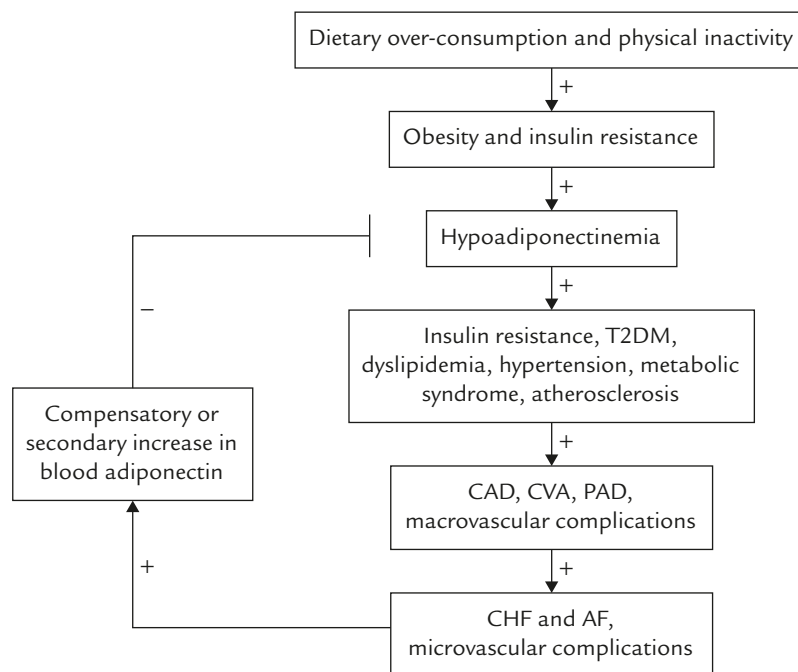 Dietary over-consumption and physical inactivity
+
Obesity and insulin resistance
+
Hypoadiponectinemia
+
Insulin resistance, T2DM,
dyslipidemia, hypertension, metabolic
syndrome, atherosclerosis
+
CAD, CVA, PAD,
macrovascular complications
+
CHF and AF,
microvascular complications
+
Compensatory or
secondary increase in
blood adiponectin
−